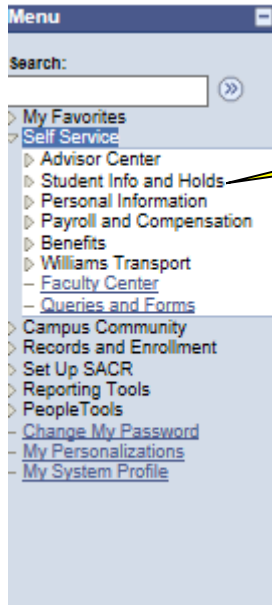 Menu
Search:
My Favorites
Self Service
Advisor Center
Student Info and Holds
Personal Information
Payroll and Compensation
Benefits
Williams Transport
Faculty Center
Queries and Forms
Campus Community
Records and Enrollment
Set Up SACR
Reporting Tools
PeopleTools
Change My Password
My Personalizations
My System Profile